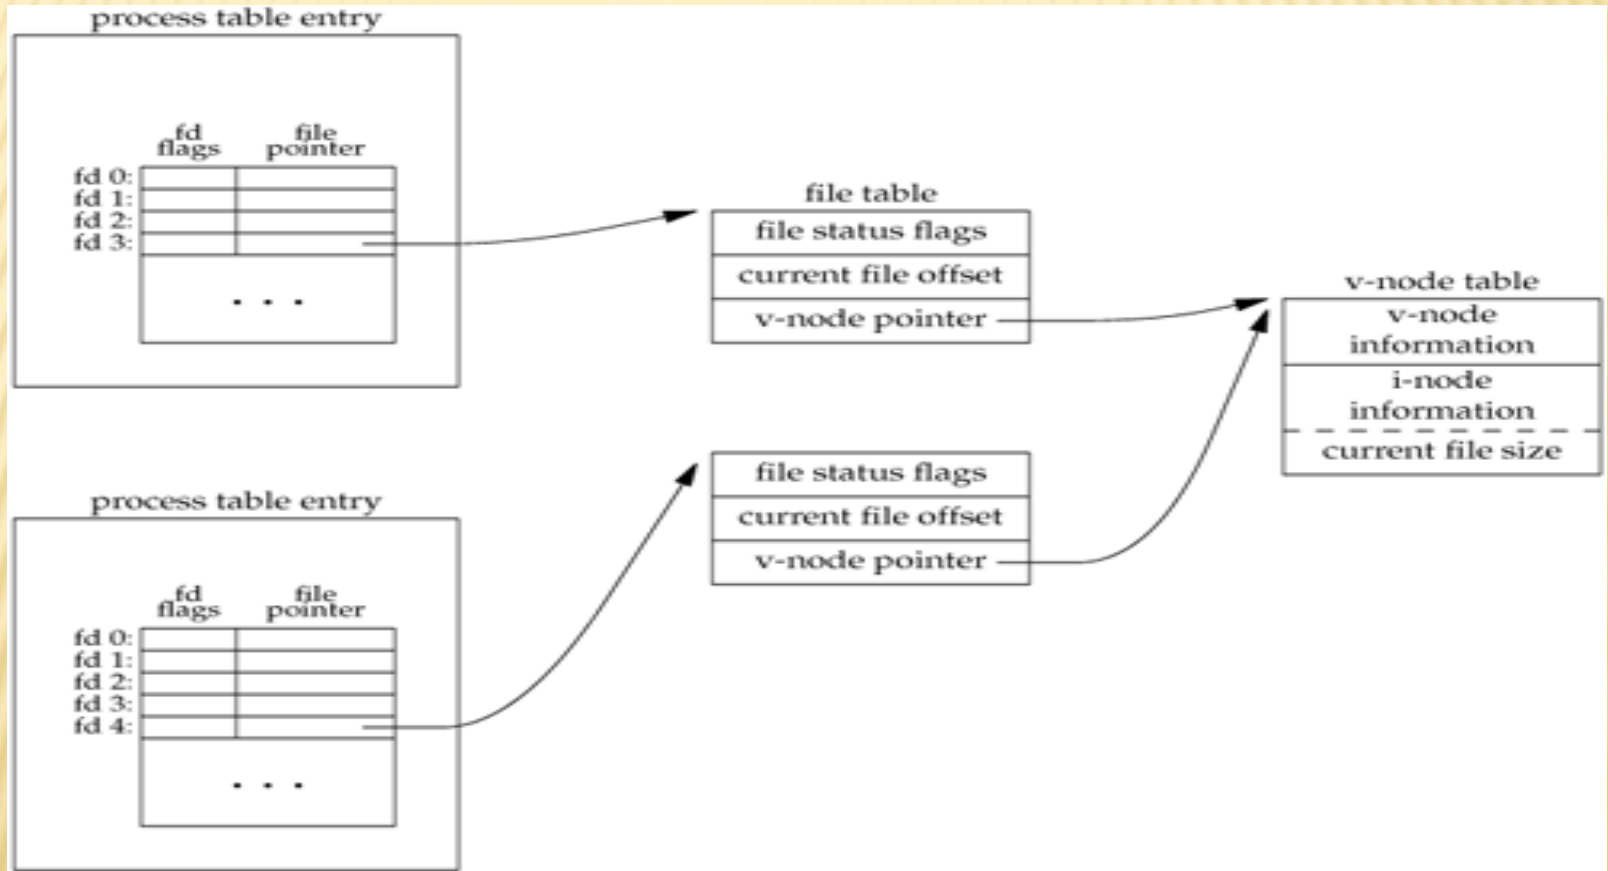 process table entry
fd
flags
file
pointer
fd 0:
fd 1:
fd 2:
fd 3:
. . .
file table
file status flags
current file offset
v-node pointer
v-node table
v-node
information
i-node
information
current file size
file status flags
current file offset
v-node pointer
process table entry
fd
flags
file
pointer
fd 0:
fd 1:
fd 2:
fd 3:
fd 4:
. . .